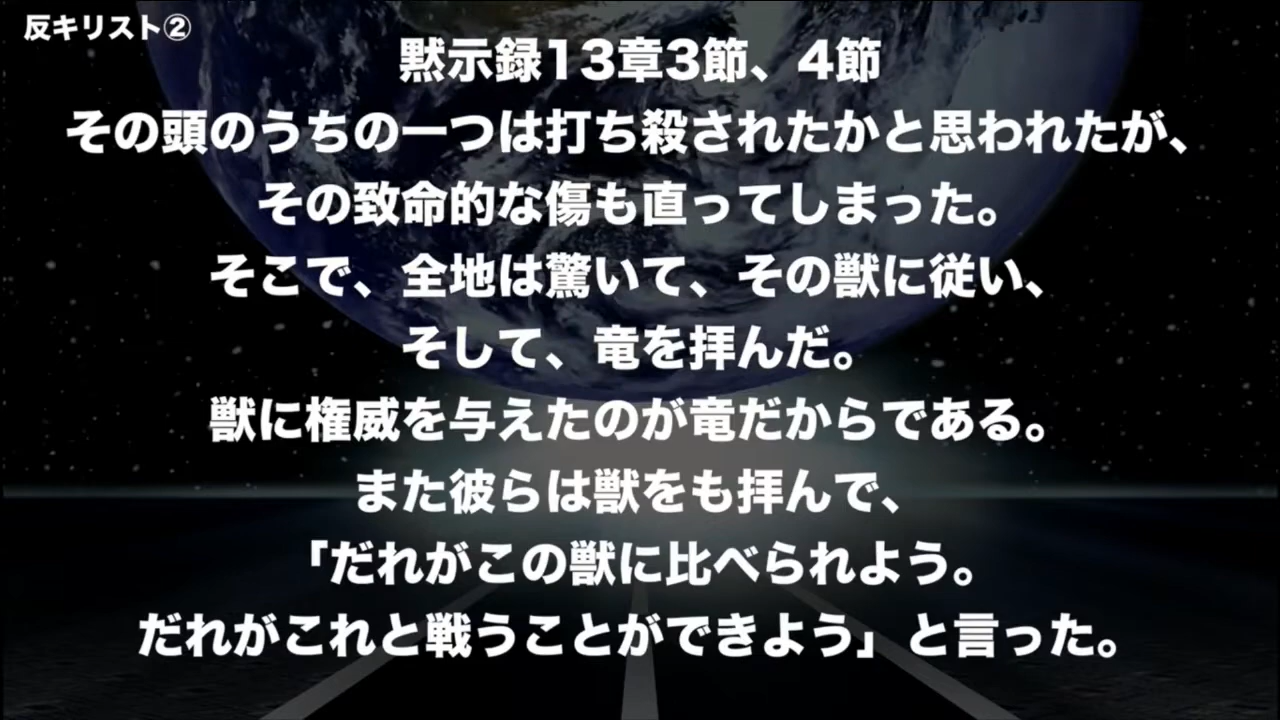 反キリスト②
黙示録13章3節、4節
その頭のうちの一つは打ち殺されたかと思われたが、
その致命的な傷も直ってしまった。
そこで、全地は驚いて、その獣に従い、
そして、竜を拝んだ。
獣に権威を与えたのが竜だからである。
また彼らは獣をも拝んで、
「だれがこの獣に比べられよう。
だれがこれと戦うことができよう」と言った。